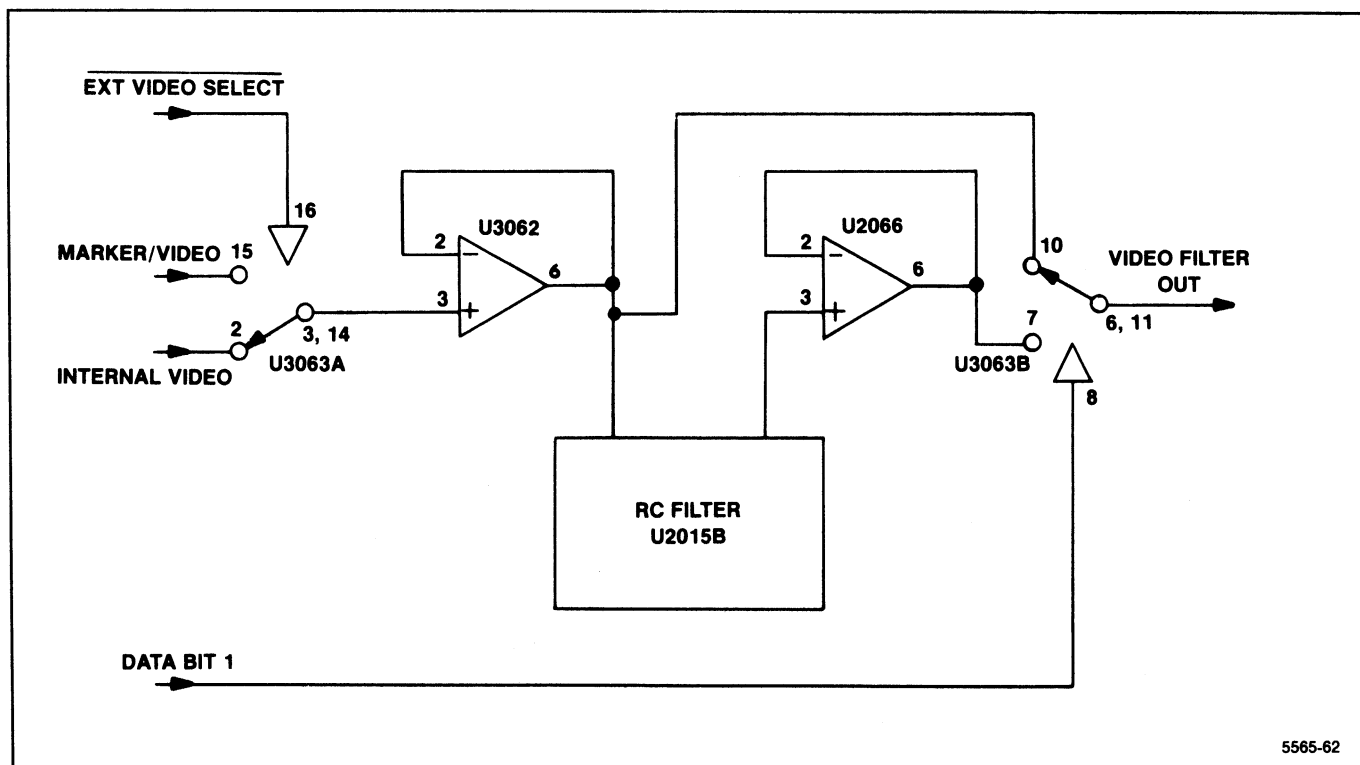 EXT VIDEO SELECT
16
MARKER/VIDEO 15
2
3, 14
U3063A
INTERNAL VIDEO
U3062
2
−
3
+
6
U2066
2
−
3
+
6
10
VIDEO FILTER
OUT
7
6, 11
U3063B
8
RC FILTER
U2015B
DATA BIT 1
5565-62